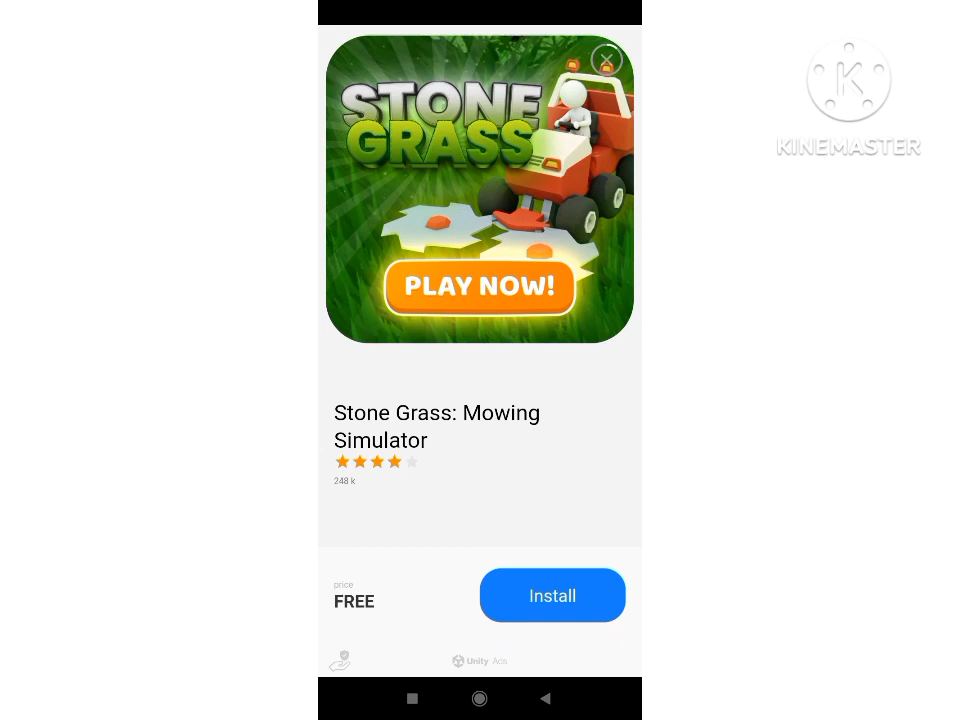 STONE
GRASS
PLAY NOW!
Stone Grass: Mowing
Simulator
248 k
price
FREE
Install
Unity Ads
K
KINEMASTER